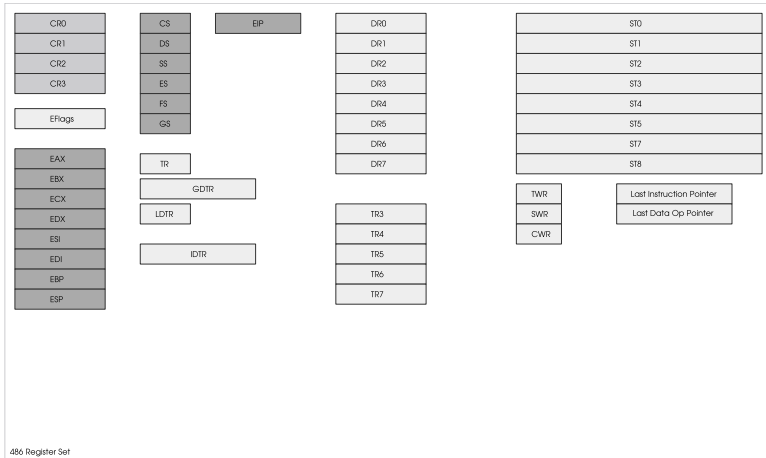 CR0
CR1
CR2
CR3
EFlags
EAX
EBX
ECX
EDX
ESI
EDI
EBP
ESP
CS
DS
SS
ES
FS
GS
TR
GDTR
LDTR
IDTR
EIP
DR0
DR1
DR2
DR3
DR4
DR5
DR6
DR7
TR3
TR4
TR5
TR6
TR7
ST0
ST1
ST2
ST3
ST4
ST5
ST7
ST8
TWR
SWR
CWR
Last Instruction Pointer
Last Data Op Pointer
486 Register Set